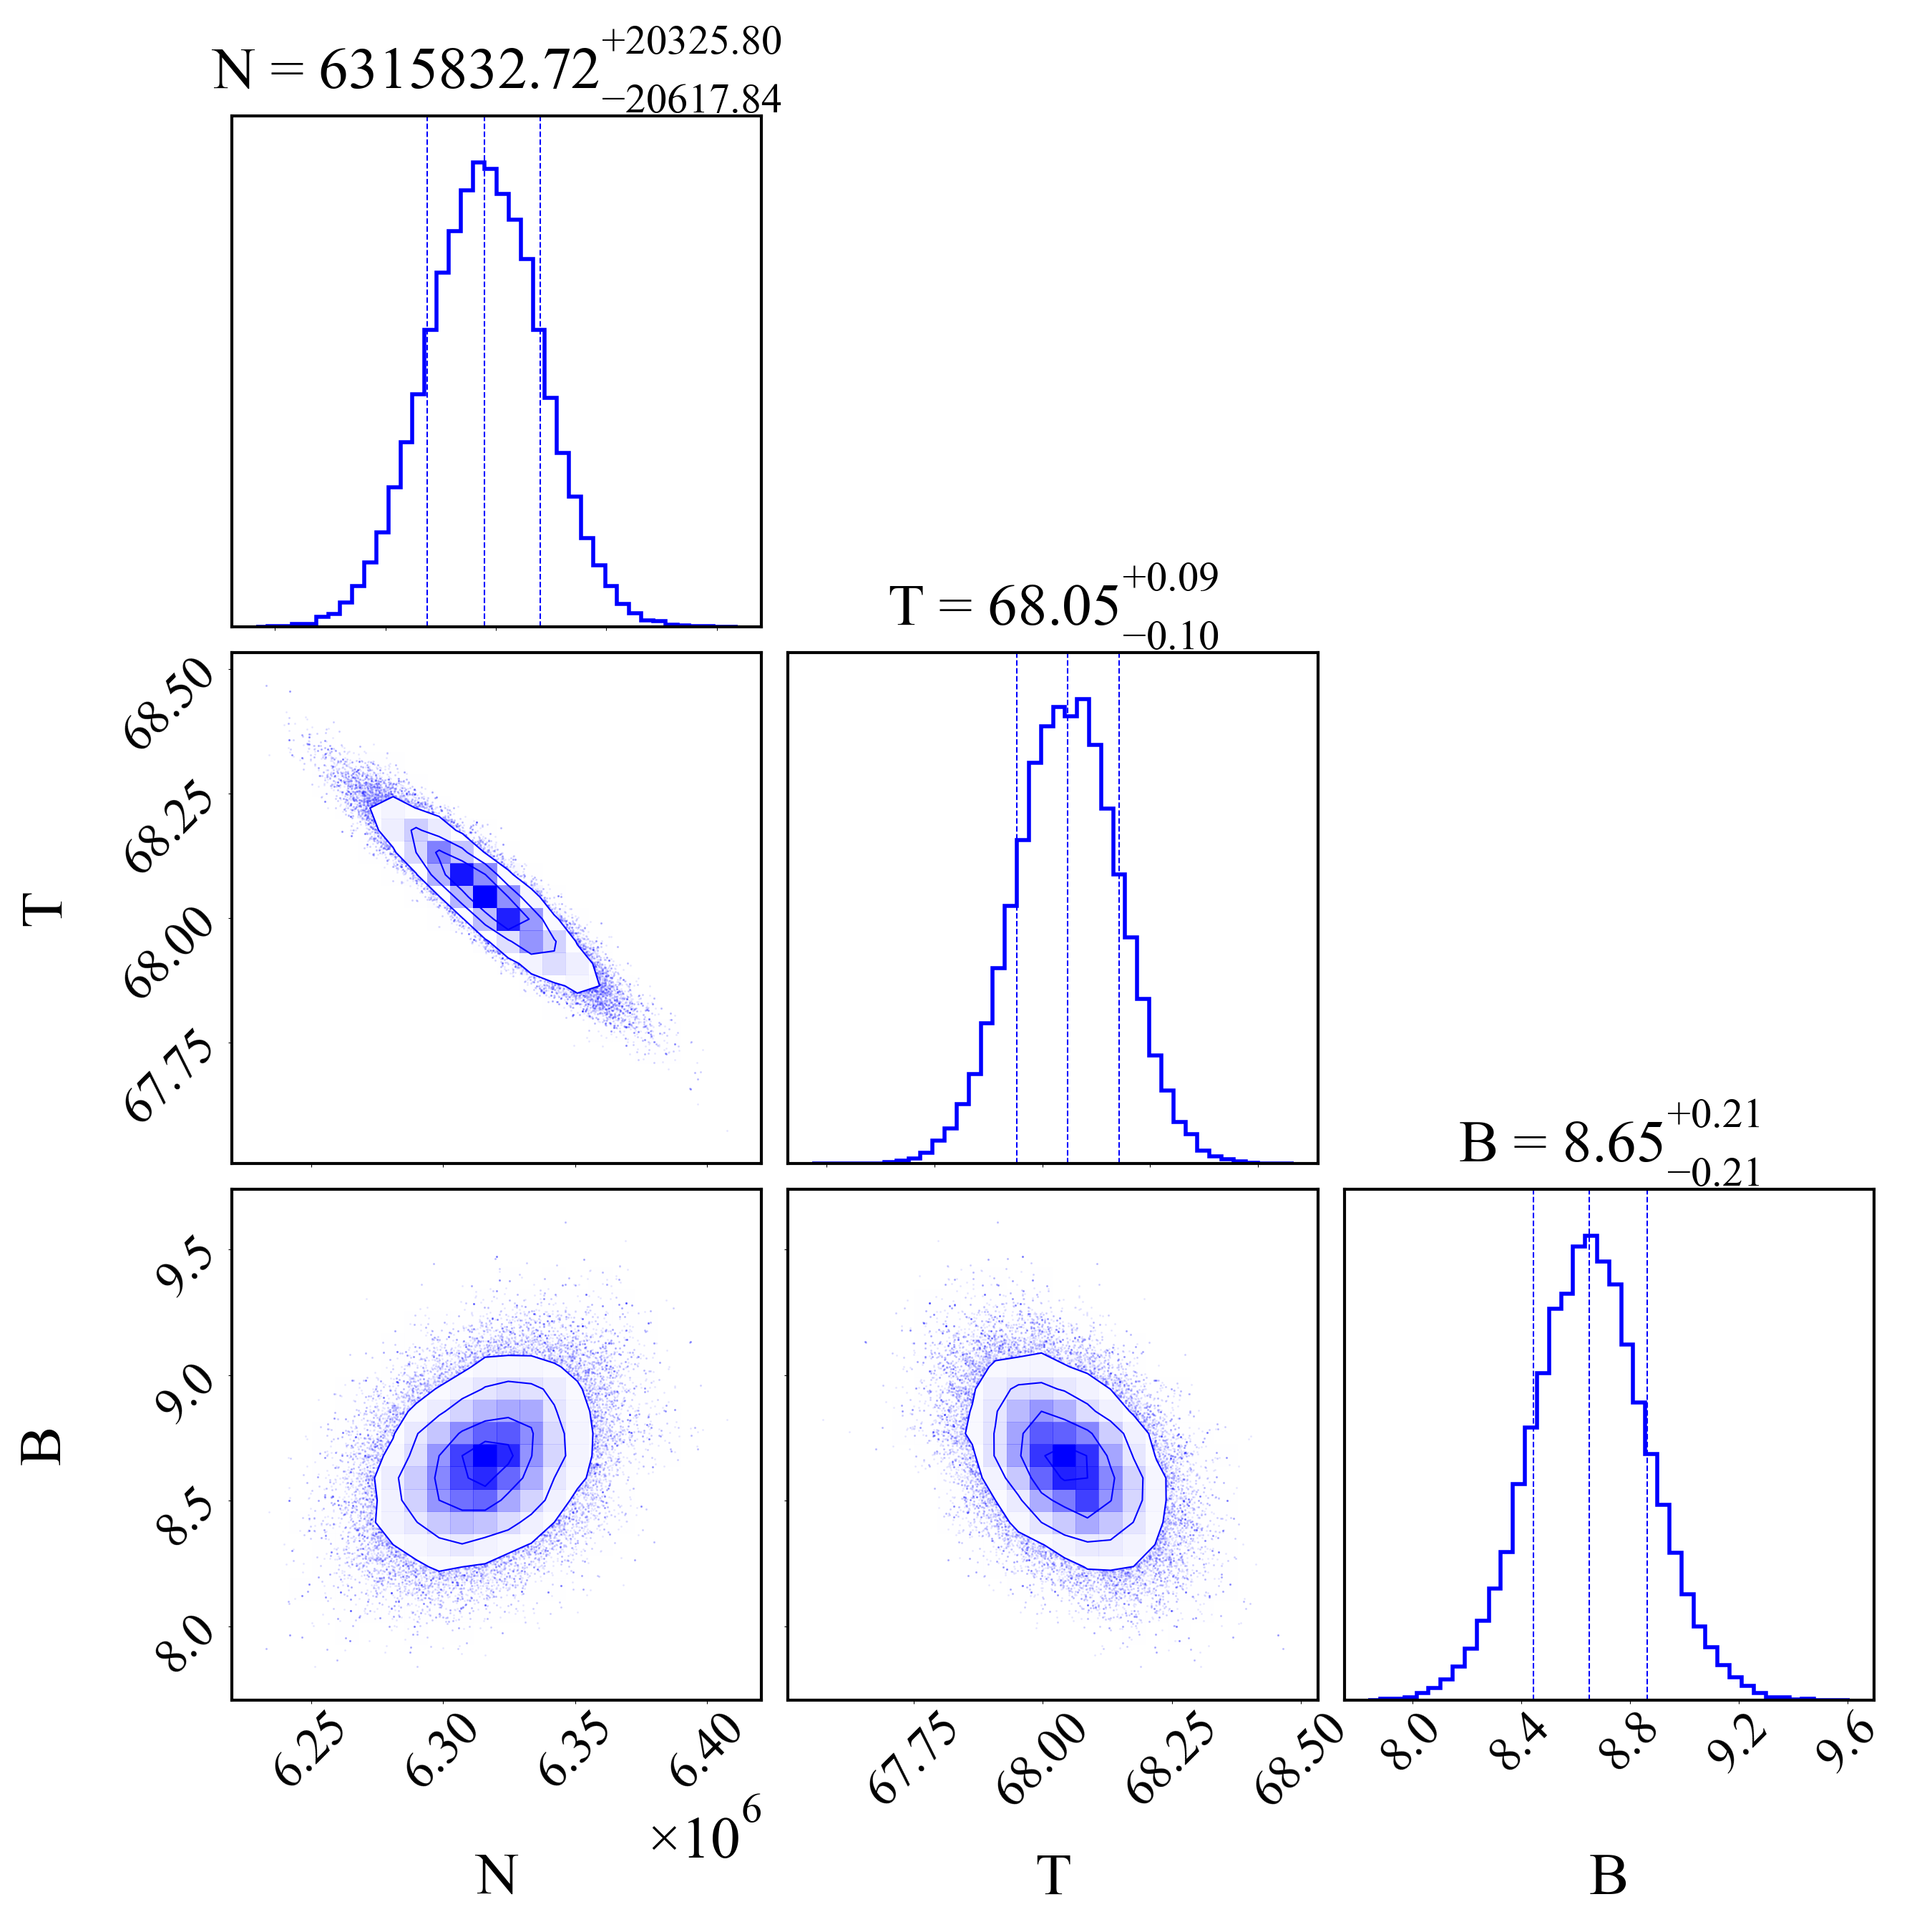 N = 6315832.72 +20325.80 −20617.84
T = 68.05 +0.09 −0.10
68.50
68.25
68.00
67.75
T
B = 8.65 +0.21 −0.21
9.5
9.0
8.5
8.0
B
6.25 6.30 6.35 6.40
67.75 68.00 68.25 68.50
8.0 8.4 8.8 9.2 9.6
×10^6
N T B